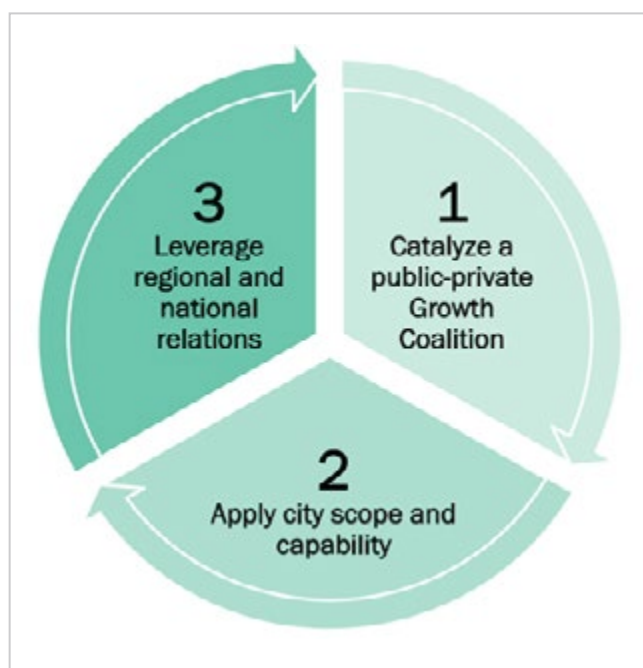 1
Catalyze a
public-private
Growth
Coalition
2
Apply city scope and
capability
3
Leverage
regional and
national
relations